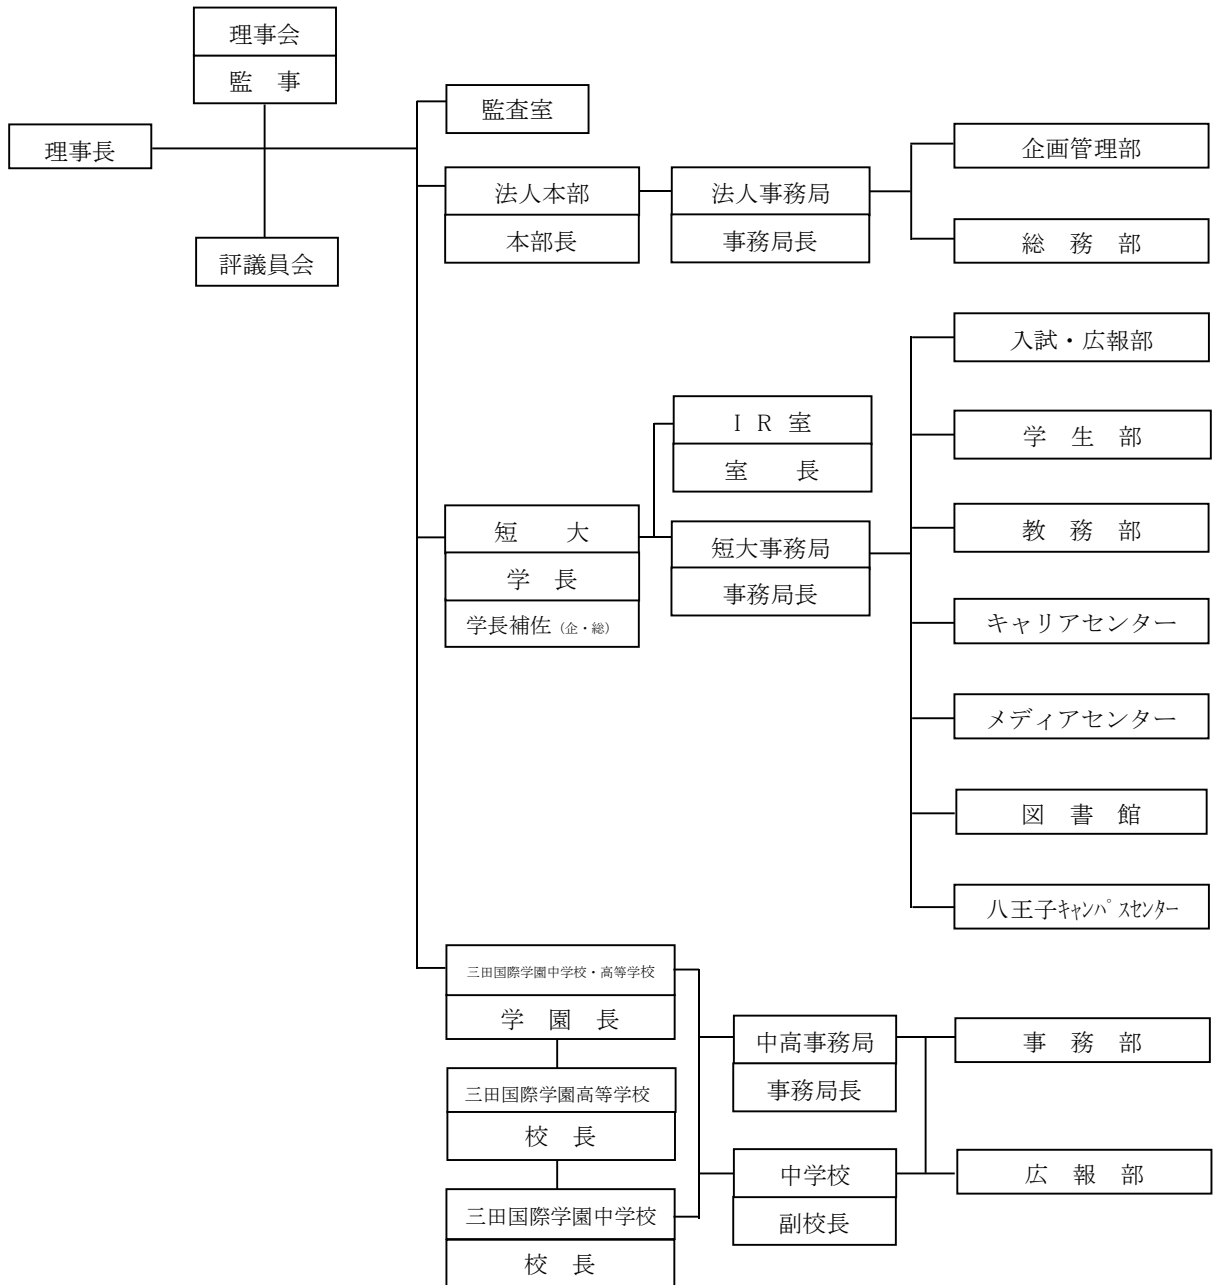 理事会
監　事
理事長
評議員会
監査室
法人本部
本部長
法人事務局
事務局長
企画管理部
総　務　部
入試・広報部
学　生　部
教　務　部
キャリアセンター
メディアセンター
図　書　館
八王子ｷｬﾝﾊﾟｽｾﾝﾀｰ
ＩＲ室
室　　長
短　　大
学　長
学長補佐（企・総）
短大事務局
事務局長
三田国際学園中学校・高等学校
学　園　長
三田国際学園高等学校
校　長
三田国際学園中学校
校　長
中高事務局
事務局長
中学校
副校長
事　務　部
広　報　部